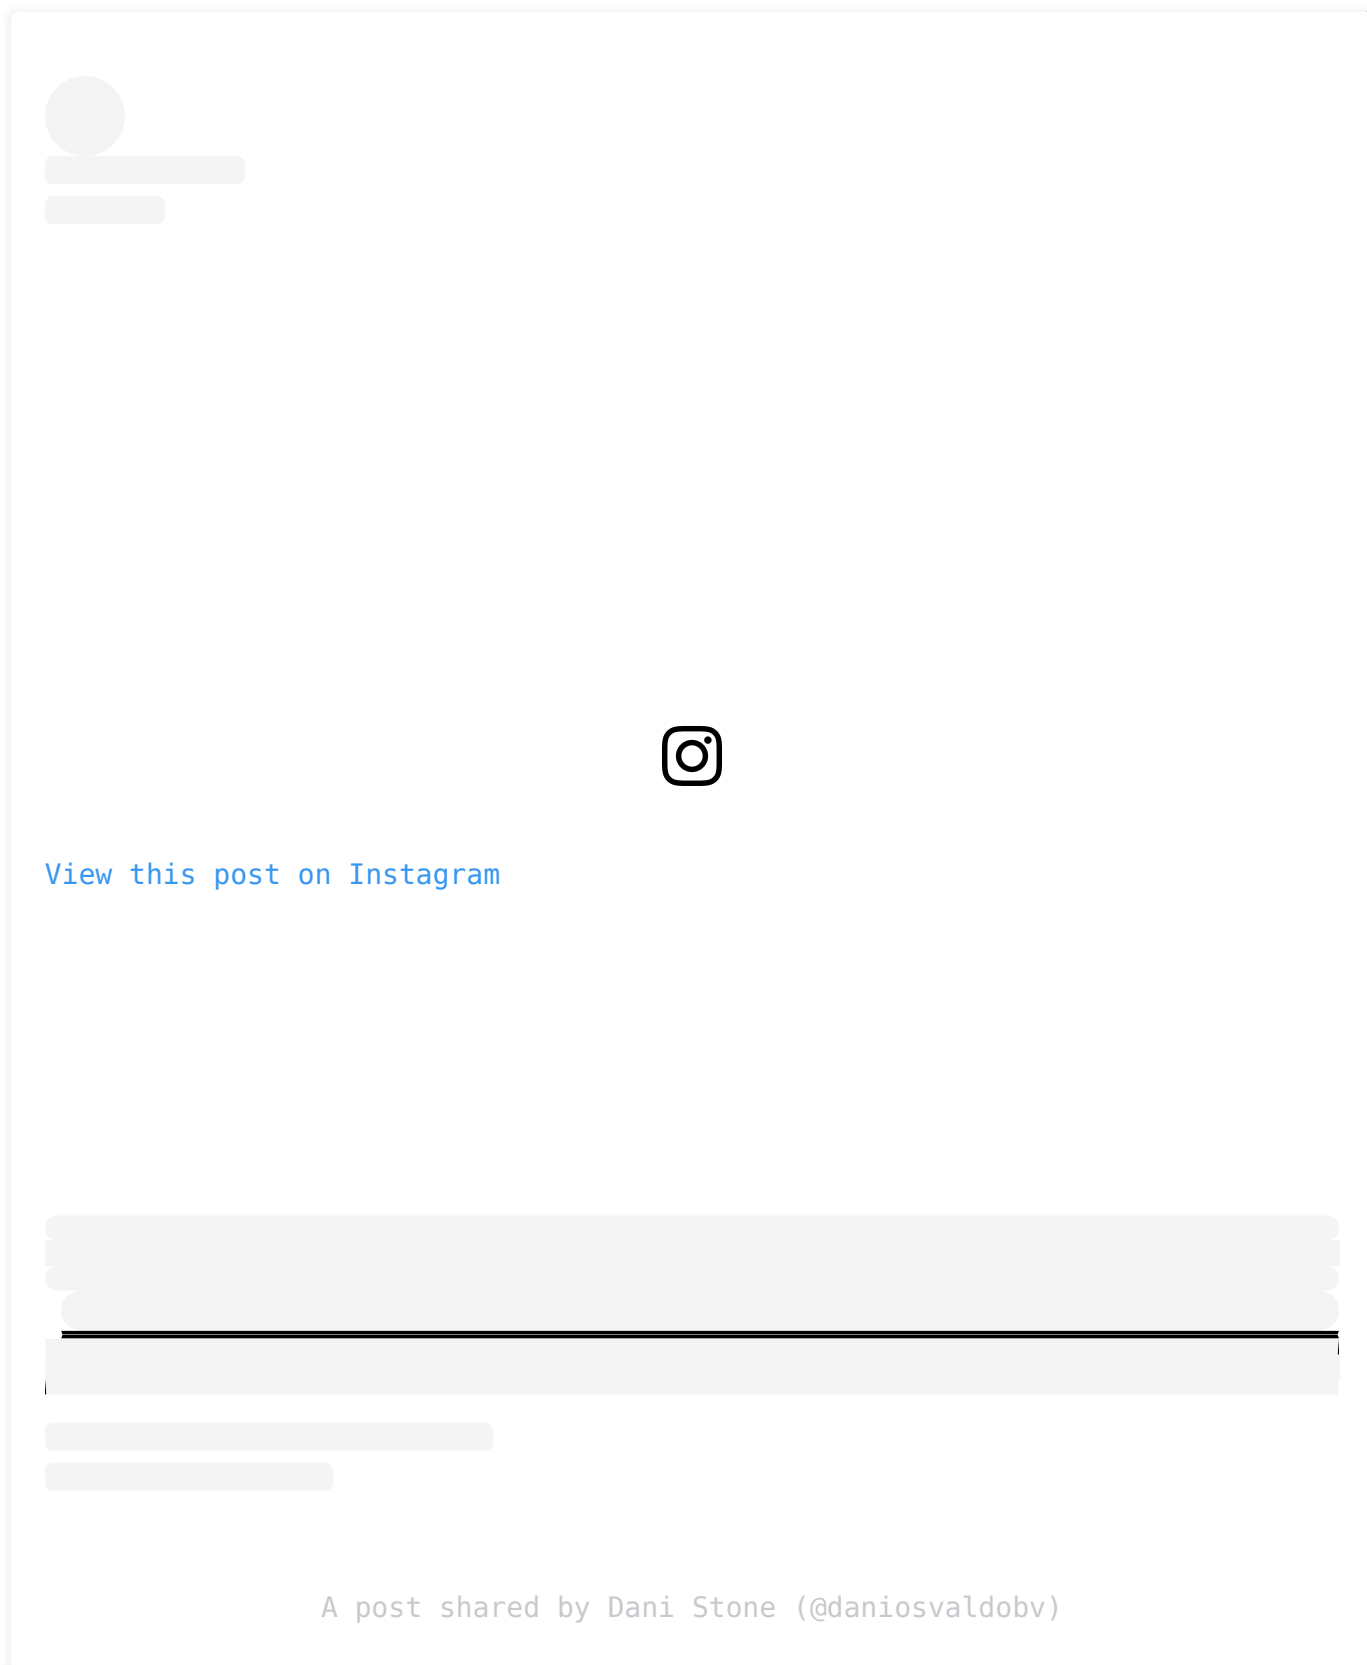 View this post on Instagram
A post shared by Dani Stone (@daniosvaldobv)